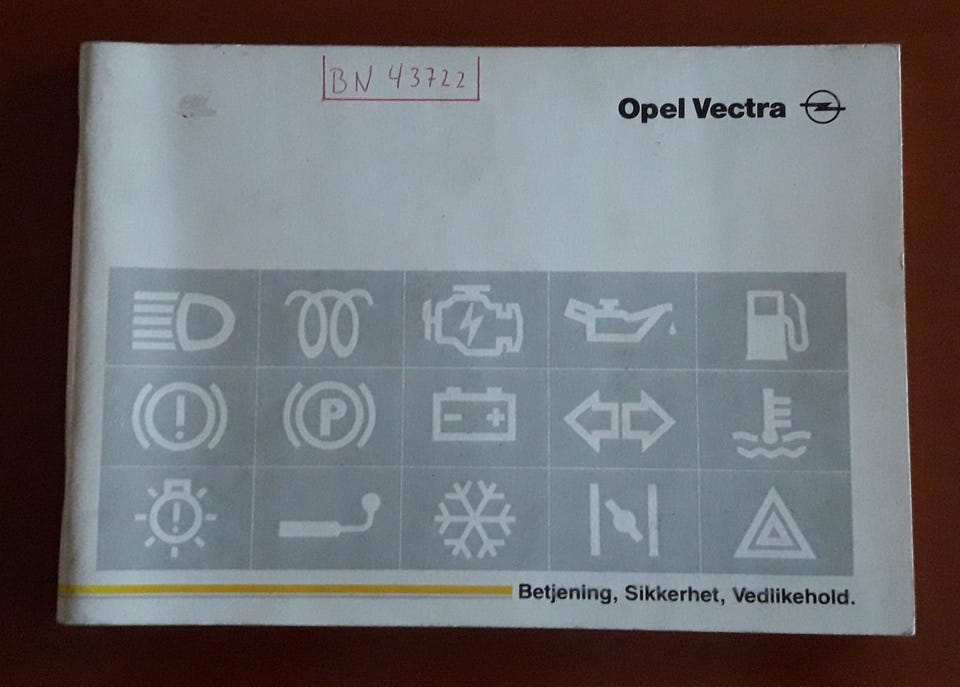 BN 43722
Opel Vectra
P
Betjening, Sikkerhet, Vedlikehold.